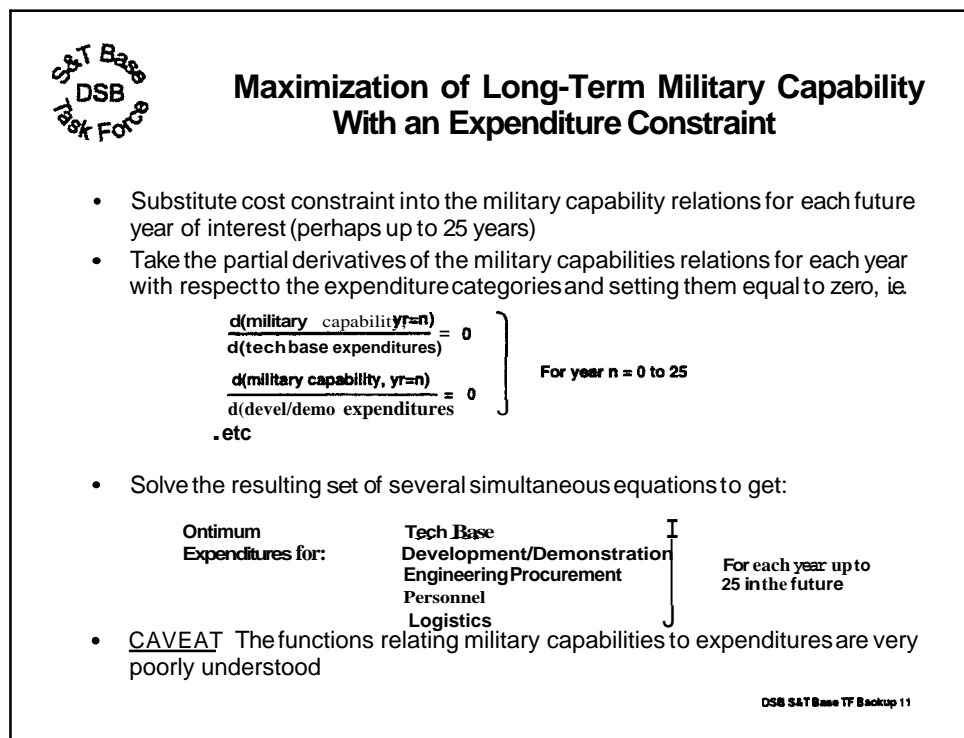 S&T Base
DSB
Task Force
Maximization of Long-Term Military Capability
With an Expenditure Constraint
• Substitute cost constraint into the military capability relations for each future
year of interest (perhaps up to 25 years)
• Take the partial derivatives of the military capabilities relations for each year
with respect to the expenditure categories and setting them equal to zero, ie.
d(military capability, yr=n)
d(tech base expenditures) = 0
d(military capability, yr=n)
d(devel/demo expenditures = 0
For year n = 0 to 25
.etc
• Solve the resulting set of several simultaneous equations to get:
Ontimum Tech Base
Expenditures for: Development/Demonstration
Engineering Procurement
Personnel
Logistics
For each year up to
25 in the future
• CAVEAT The functions relating military capabilities to expenditures are very
poorly understood
DSB S&T Base TF Backup 11